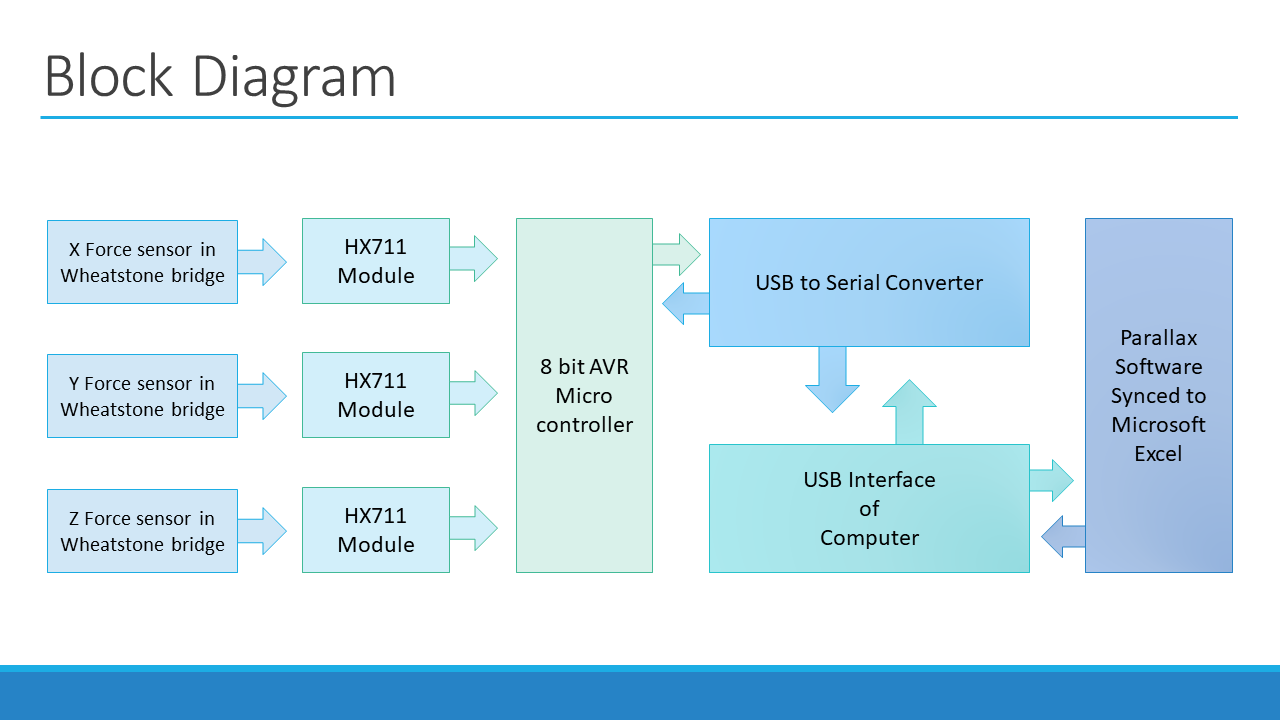 Block Diagram
X Force sensor in
Wheatstone bridge
HX711
Module
Y Force sensor in
Wheatstone bridge
HX711
Module
Z Force sensor in
Wheatstone bridge
HX711
Module
8 bit AVR
Micro
controller
USB to Serial Converter
USB Interface
of
Computer
Parallax
Software
Synced to
Microsoft
Excel